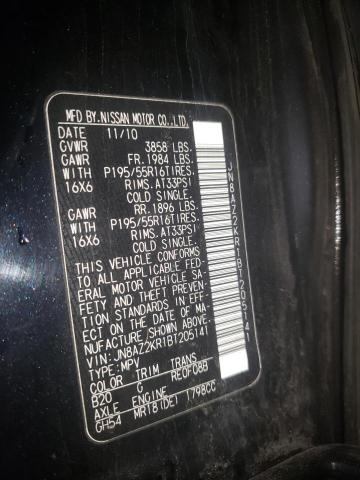 MFD BY.NISSAN MOTOR CO.,LTD.
DATE 11/10
GVWR 3858 LBS.
GAWR FR. 1984 LBS.
WITH P195/55R16TIRES.
16X6 RIMS. AT33PSI
COLD SINGLE.
GAWR RR. 1896 LBS.
WITH P195/55R16TIRES.
16X6 RIMS. AT33PSI
COLD SINGLE.
THIS VEHICLE CONFORMS
TO ALL APPLICABLE FED-
ERAL MOTOR VEHICLE SA-
FETY AND THEFT PREVEN-
TION STANDARDS IN EFF-
ECT ON THE DATE OF MA-
NUFACTURE SHOWN ABOVE.
VIN:JN8AZ2KR1BT205141
TYPE:MPV
COLOR TRIM TRANS
B20 G RE0F08B
AXLE ENGINE
GH54 MR18(DE) 1798CC
JN8AZ2KR1BT205141